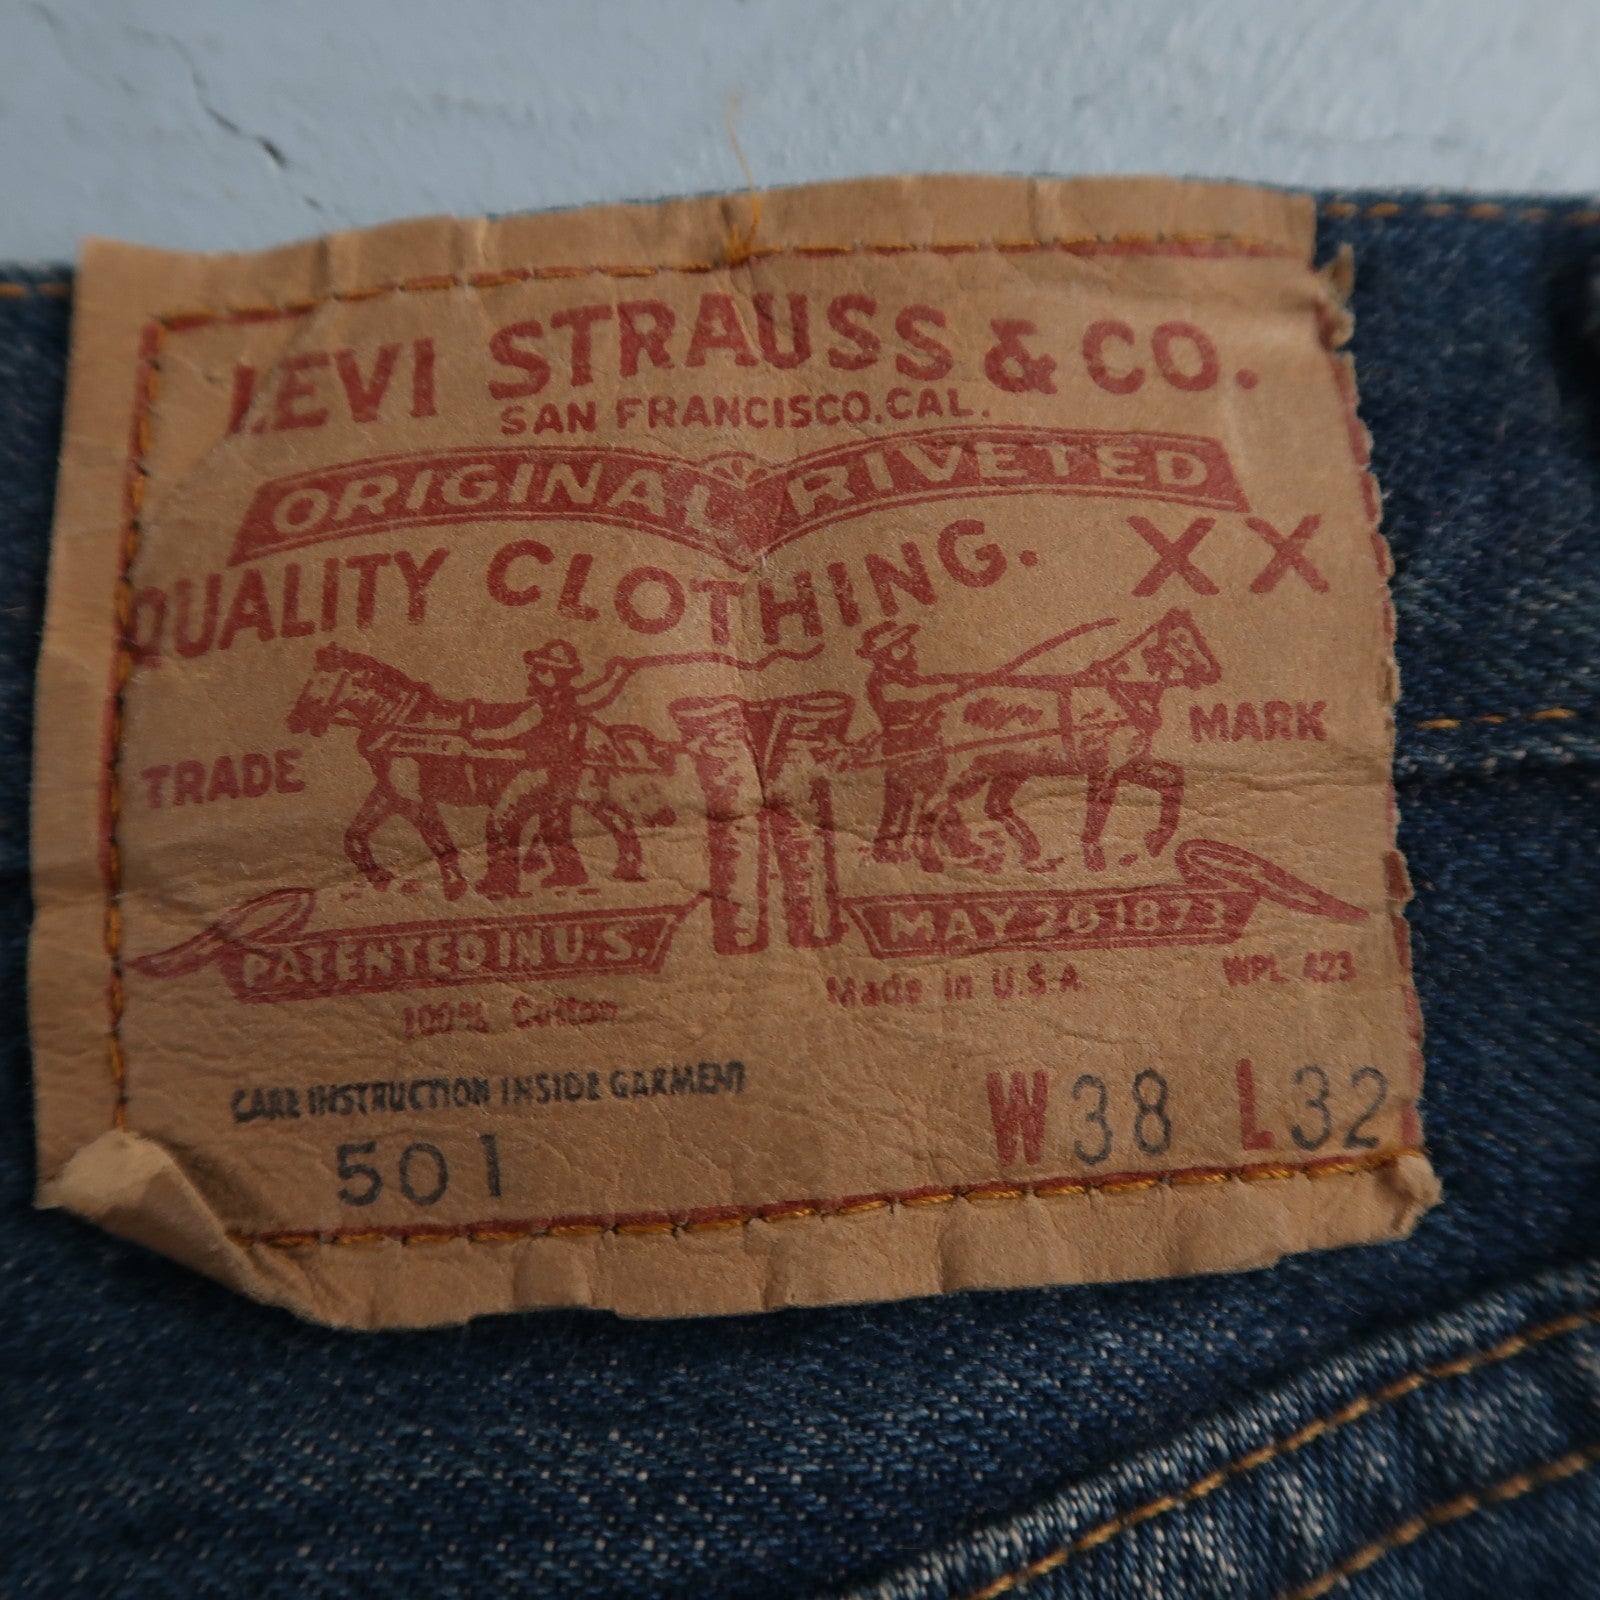 LEVI STRAUSS & CO.
SAN FRANCISCO, CAL.
ORIGINAL RIVETED
QUALITY CLOTHING. XX
TRADE MARK
PATENTED IN U.S. MAY 20 1873
100% Cotton Made in U.S.A. WPL 423
CARE INSTRUCTION INSIDE GARMENT
501 W38 L32